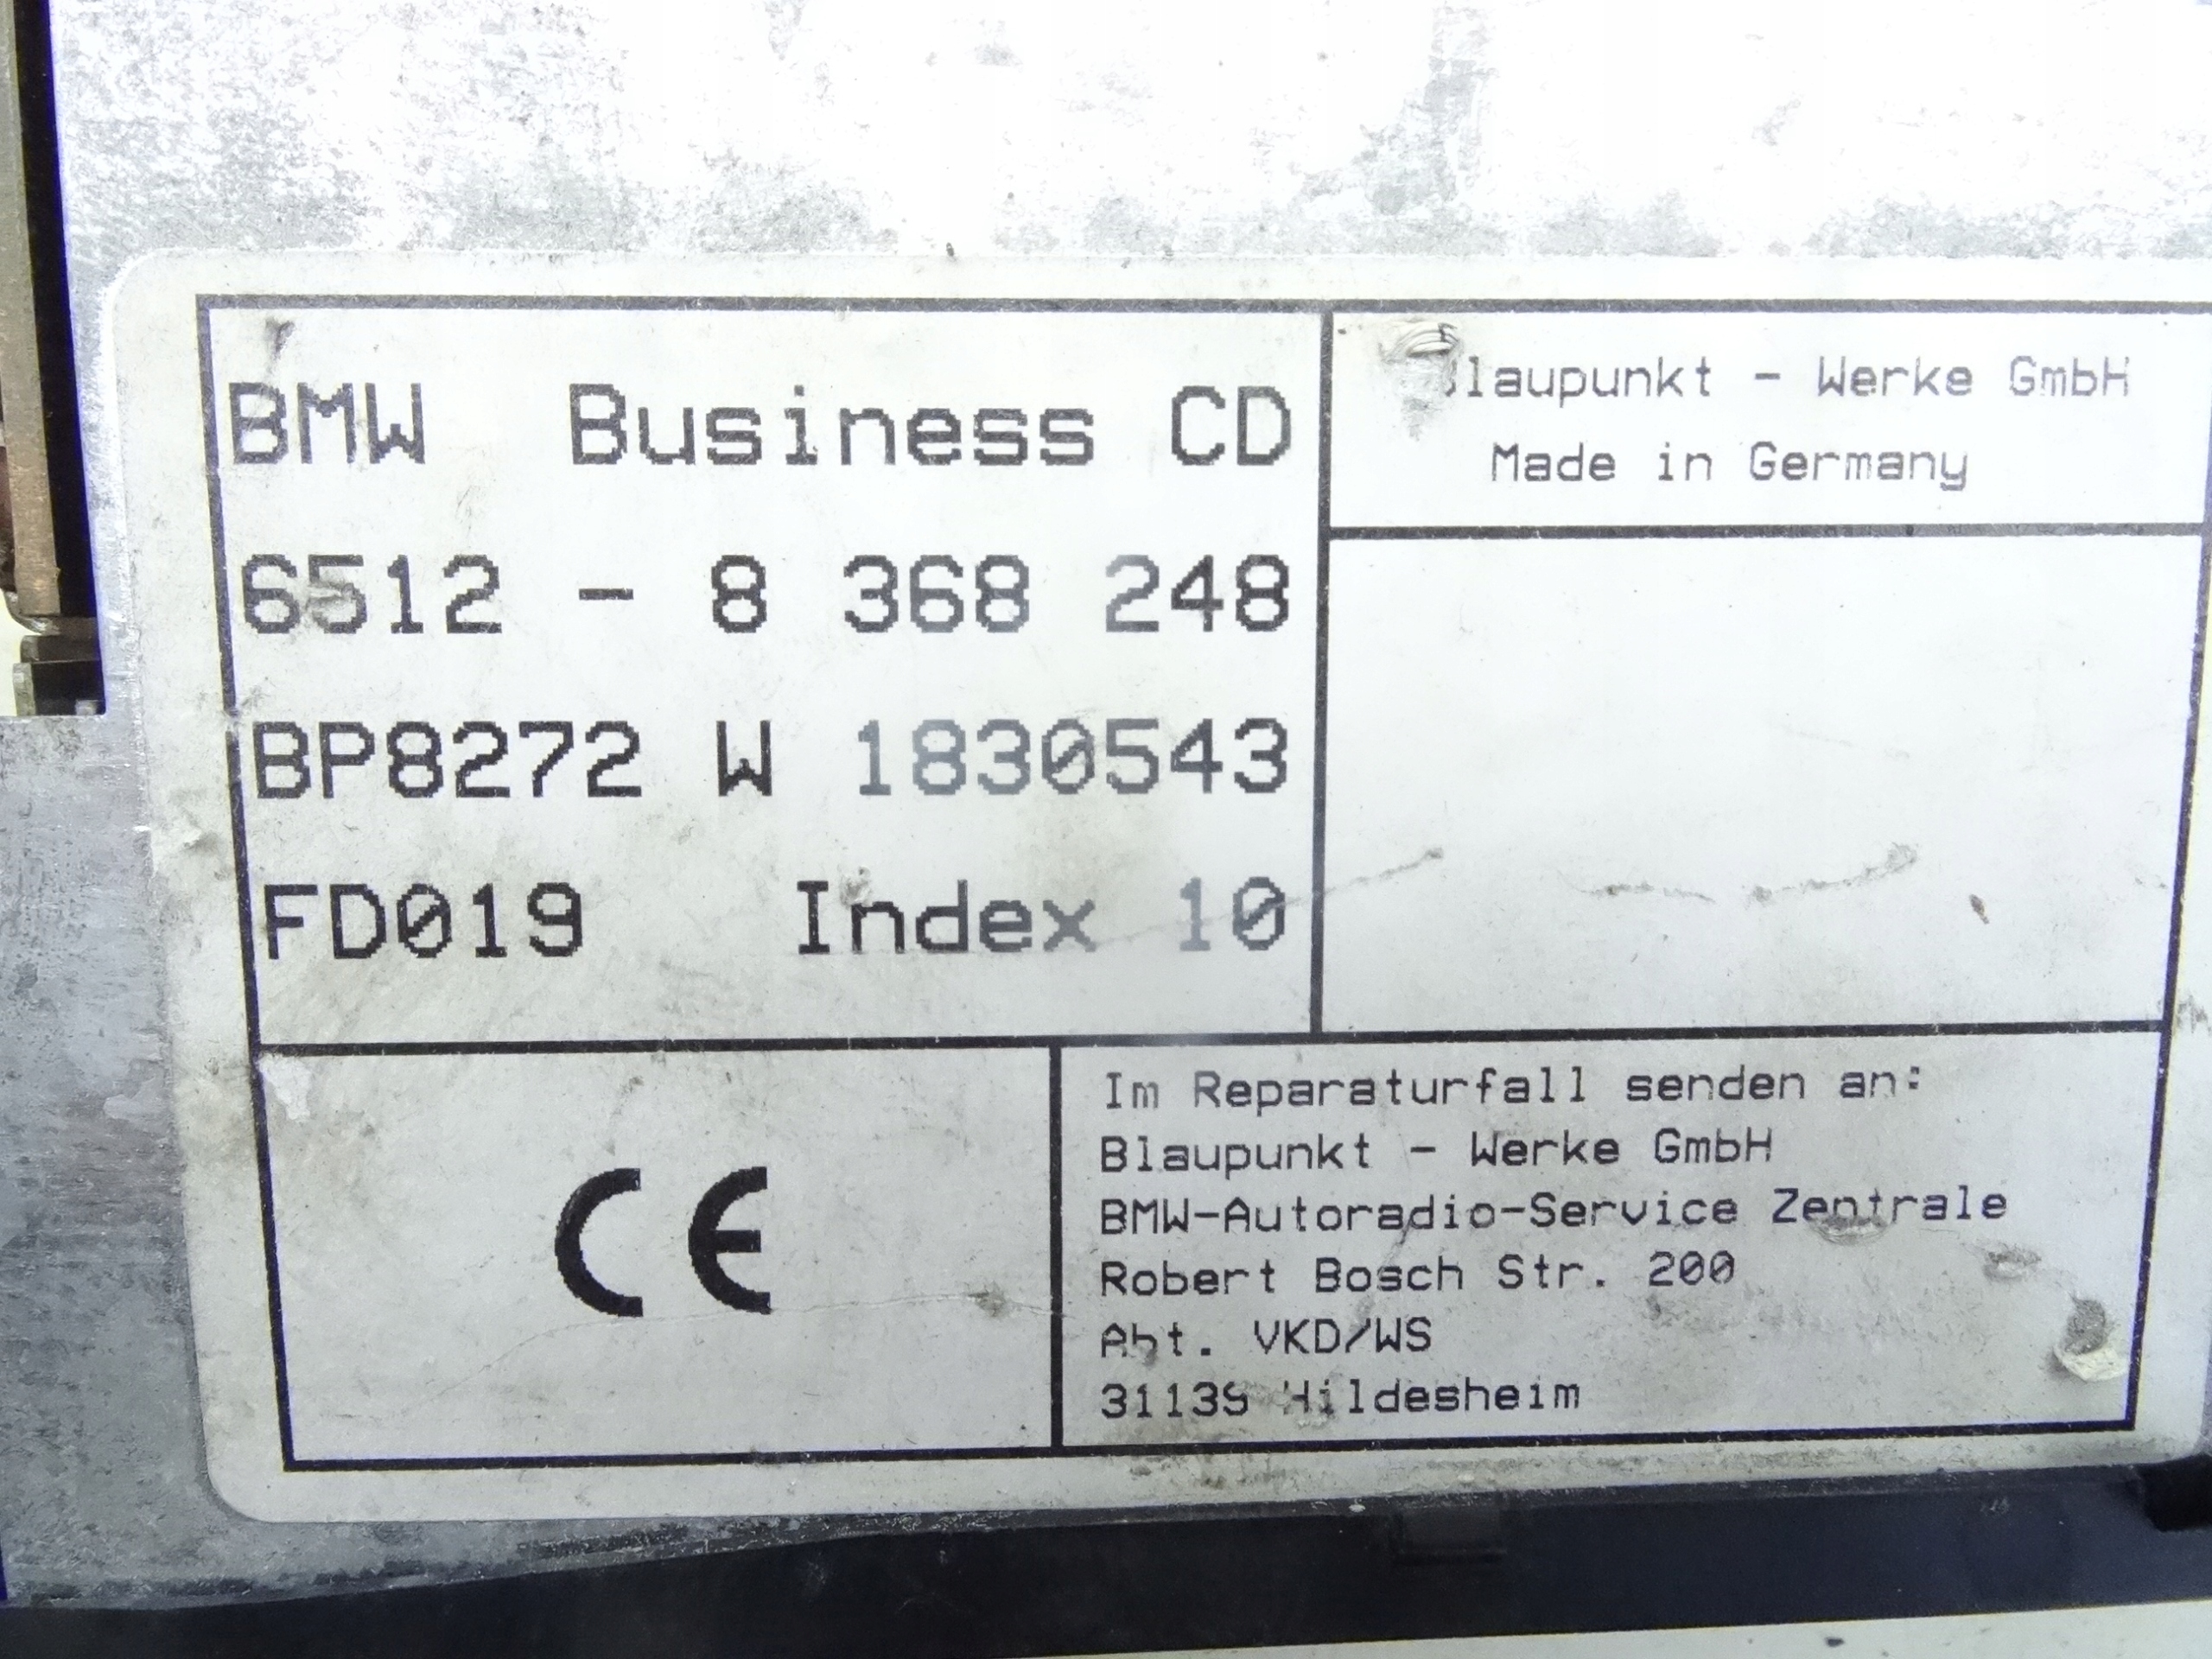 BMW Business CD
6512 - 8 368 248
BP8272 W 1830543
FD019 Index 10
Blaupunkt - Werke GmbH
Made in Germany
CE
Im Reparaturfall senden an:
Blaupunkt - Werke GmbH
BMW-Autoradio-Service Zentrale
Robert Bosch Str. 200
Abt. VKD/WS
31139 Hildesheim